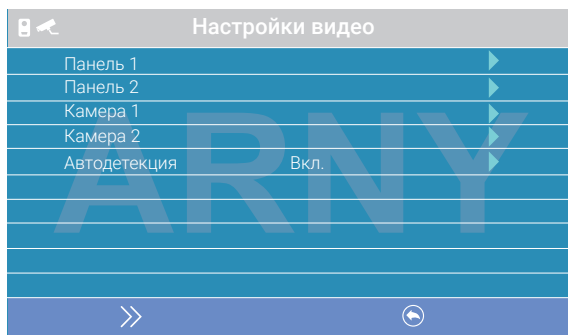 Настройки видео
Панель 1
Панель 2
Камера 1
Камера 2
Автодетекция Вкл.
ARNY